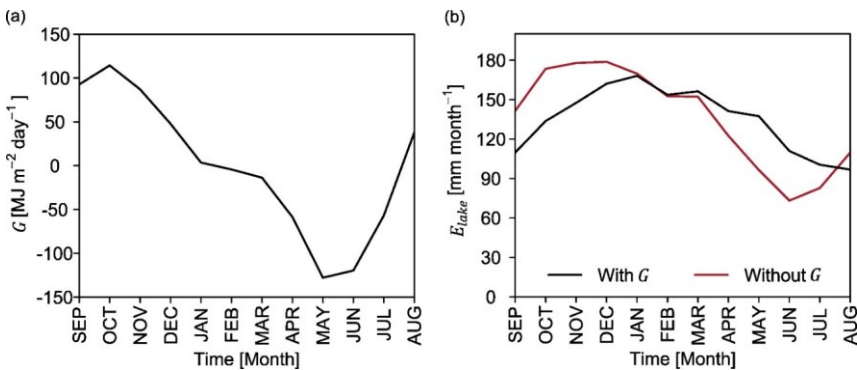 (a)
G [MJ m⁻² day⁻¹]
150
100
50
0
-50
-100
-150
SEP OCT NOV DEC JAN FEB MAR APR MAY JUN JUL AUG
Time [Month]
(b)
E_lake [mm month⁻¹]
180
150
120
90
60
30
0
With G
Without G
SEP OCT NOV DEC JAN FEB MAR APR MAY JUN JUL AUG
Time [Month]